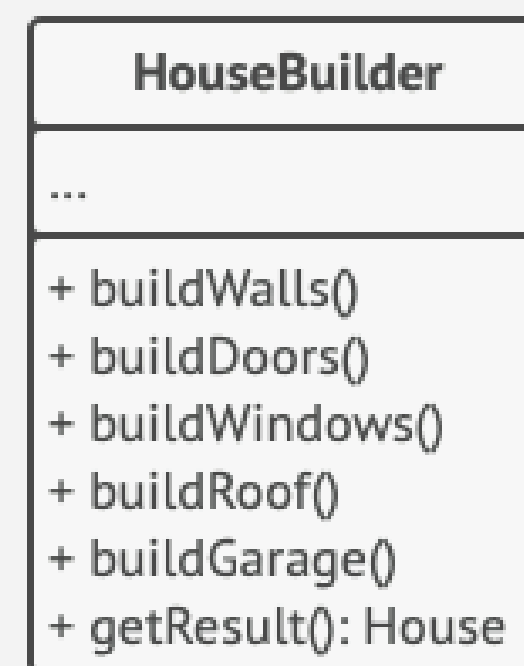 HouseBuilder
...
+ buildWalls()
+ buildDoors()
+ buildWindows()
+ buildRoof()
+ buildGarage()
+ getResult(): House